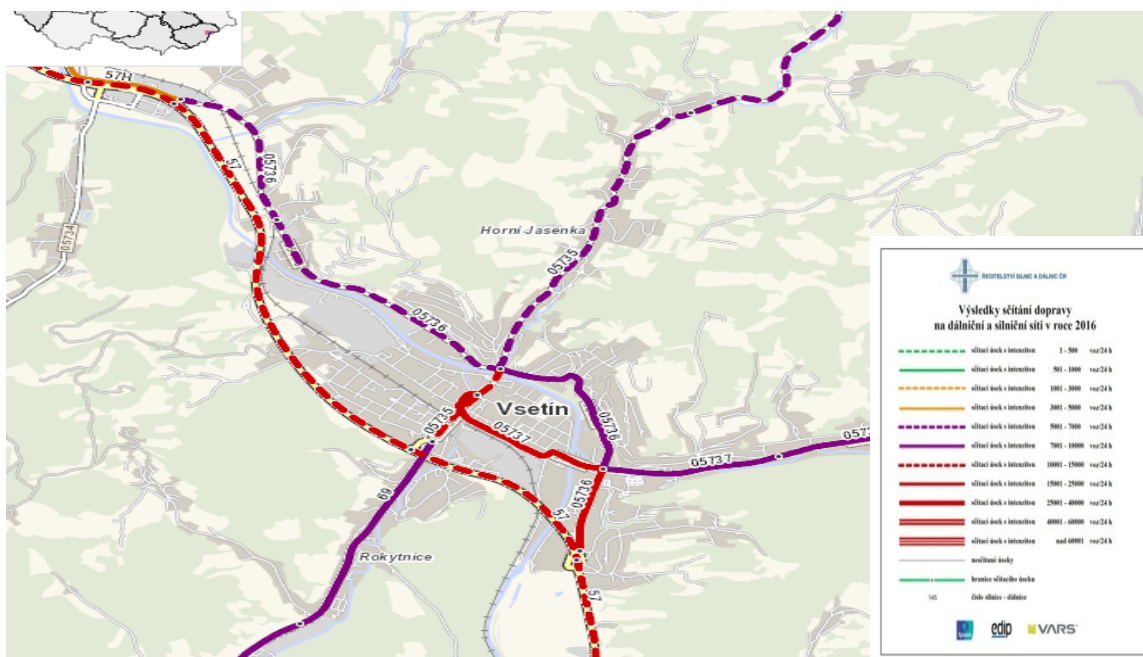 57H
05734
57
05736
Horní Jasenka
05735
05736
Vsetín
05735
05737
05736
05737
0573
69
05736
57
Rokytnice
57
ŘEDITELSTVÍ SILNIC A DÁLNIC ČR
Výsledky sčítání dopravy
na dálniční a silniční síti v roce 2016
sčítací úsek s intenzitou 1 - 500 voz/24 h
sčítací úsek s intenzitou 501 - 1000 voz/24 h
sčítací úsek s intenzitou 1001 - 3000 voz/24 h
sčítací úsek s intenzitou 3001 - 5000 voz/24 h
sčítací úsek s intenzitou 5001 - 7000 voz/24 h
sčítací úsek s intenzitou 7001 - 10000 voz/24 h
sčítací úsek s intenzitou 10001 - 15000 voz/24 h
sčítací úsek s intenzitou 15001 - 25000 voz/24 h
sčítací úsek s intenzitou 25001 - 40000 voz/24 h
sčítací úsek s intenzitou 40001 - 60000 voz/24 h
sčítací úsek s intenzitou nad 60001 voz/24 h
nesčítané úseky
hranice sčítacího úseku
145 číslo silnice - dálnice
Ipsos edip VARS